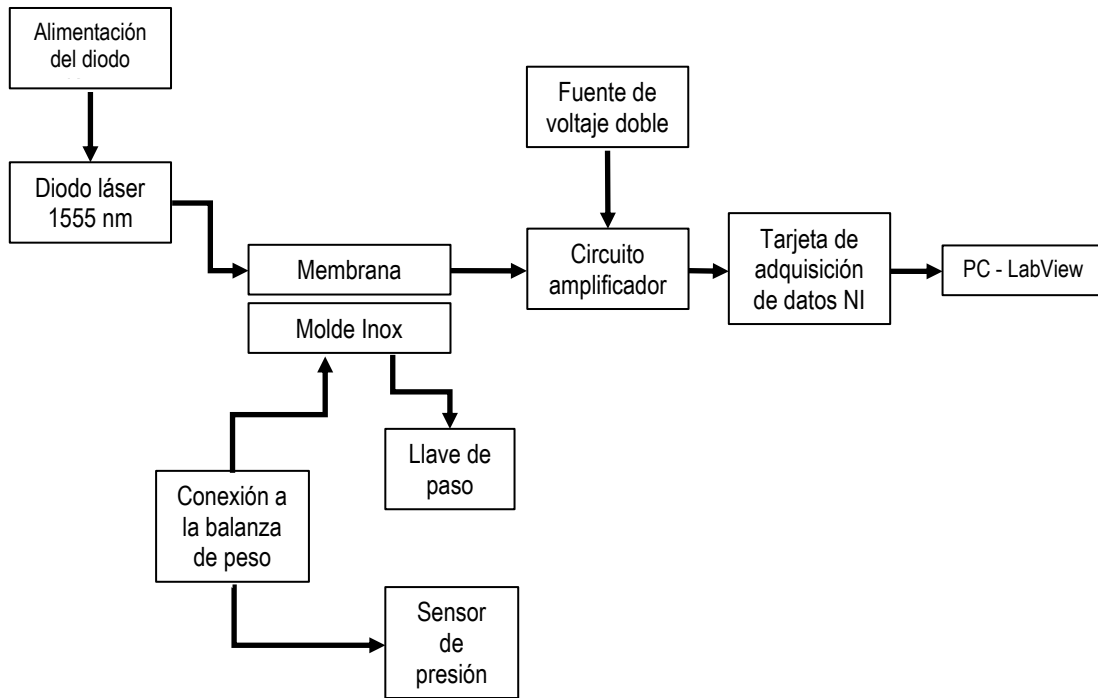 Alimentación
del diodo
Fuente de
voltaje doble
Diodo láser
1555 nm
Membrana
Circuito
amplificador
Tarjeta de
adquisición
de datos NI
PC - LabView
Molde Inox
Llave de
paso
Conexión a
la balanza
de peso
Sensor
de
presión